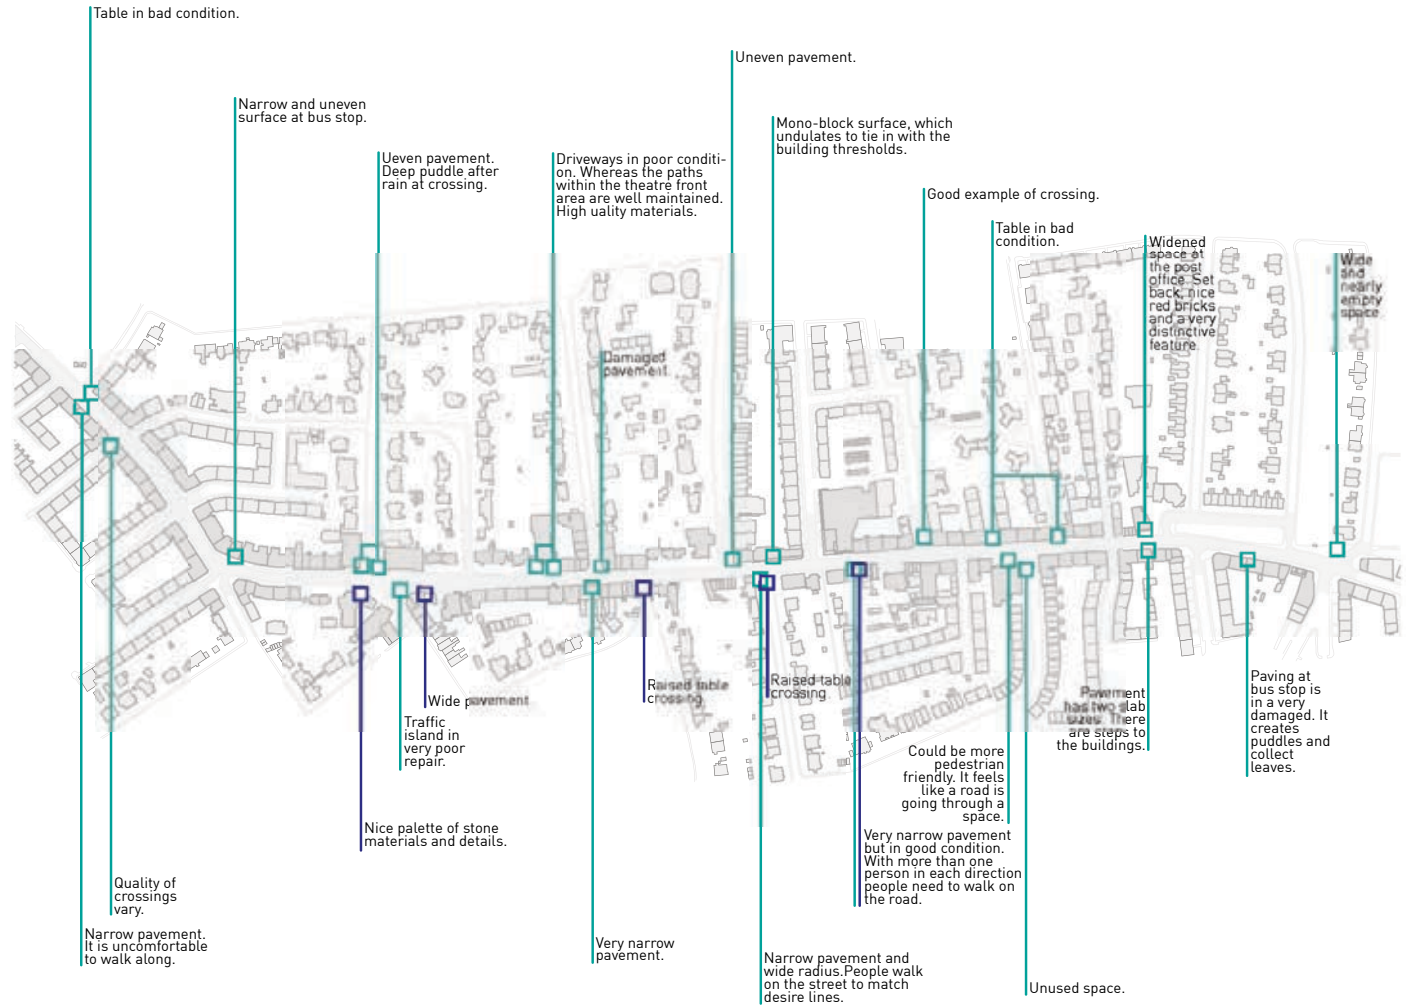 Table in bad condition.
Uneven pavement.
Narrow and uneven
surface at bus stop.
Mono-block surface, which
undulates to tie in with the
building thresholds.
Ueven pavement.
Deep puddle after
rain at crossing.
Driveways in poor conditi-
on. Whereas the paths
within the theatre front
area are well maintained.
High uality materials.
Good example of crossing.
Table in bad
condition.
Widened
space at
the post
office. Set
back, nice
red bricks
and a very
distinctive
feature.
Wide
and
nearly
empty
space.
Damaged
pavement.
Raised table
crossing.
Raised table
crossing.
Wide pavement
Traffic
island in
very poor
repair.
Pavement
has two slab
sizes. There
are steps to
the buildings.
Paving at
bus stop is
in a very
damaged. It
creates
puddles and
collect
leaves.
Could be more
pedestrian
friendly. It feels
like a road is
going through a
space.
Nice palette of stone
materials and details.
Very narrow pavement
but in good condition.
With more than one
person in each direction
people need to walk on
the road.
Quality of
crossings
vary.
Narrow pavement.
It is uncomfortable
to walk along.
Very narrow
pavement.
Narrow pavement and
wide radius.People walk
on the street to match
desire lines.
Unused space.